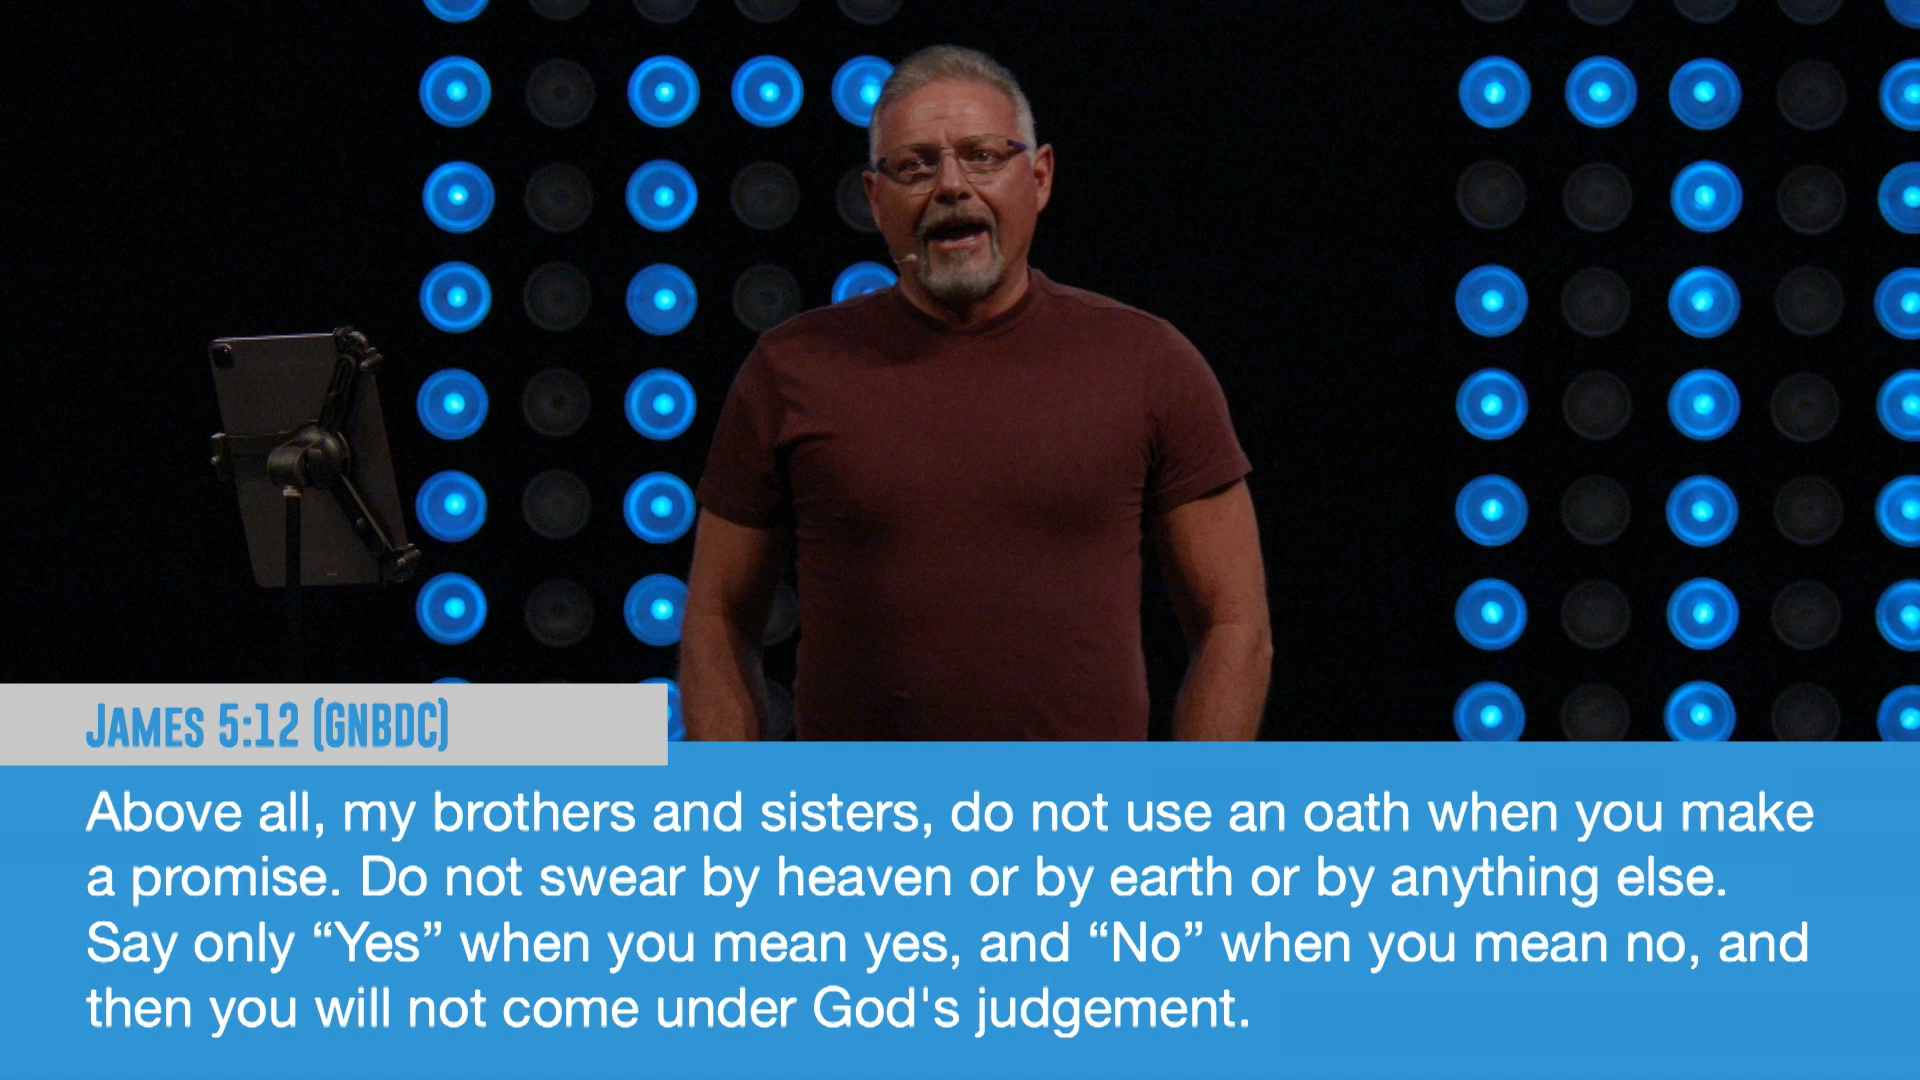 JAMES 5:12 (GNBDC)
Above all, my brothers and sisters, do not use an oath when you make
a promise. Do not swear by heaven or by earth or by anything else.
Say only “Yes” when you mean yes, and “No” when you mean no, and
then you will not come under God's judgement.